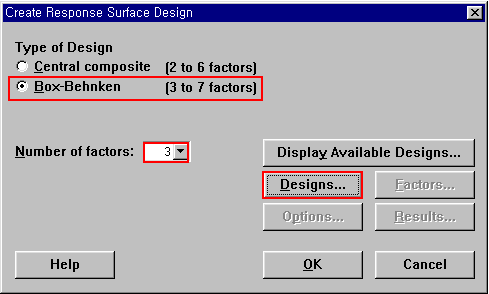 Create Response Surface Design
Type of Design
Central composite (2 to 6 factors)
Box-Behnken (3 to 7 factors)
Number of factors: 3
Display Available Designs...
Designs... Factors...
Options... Results...
Help OK Cancel